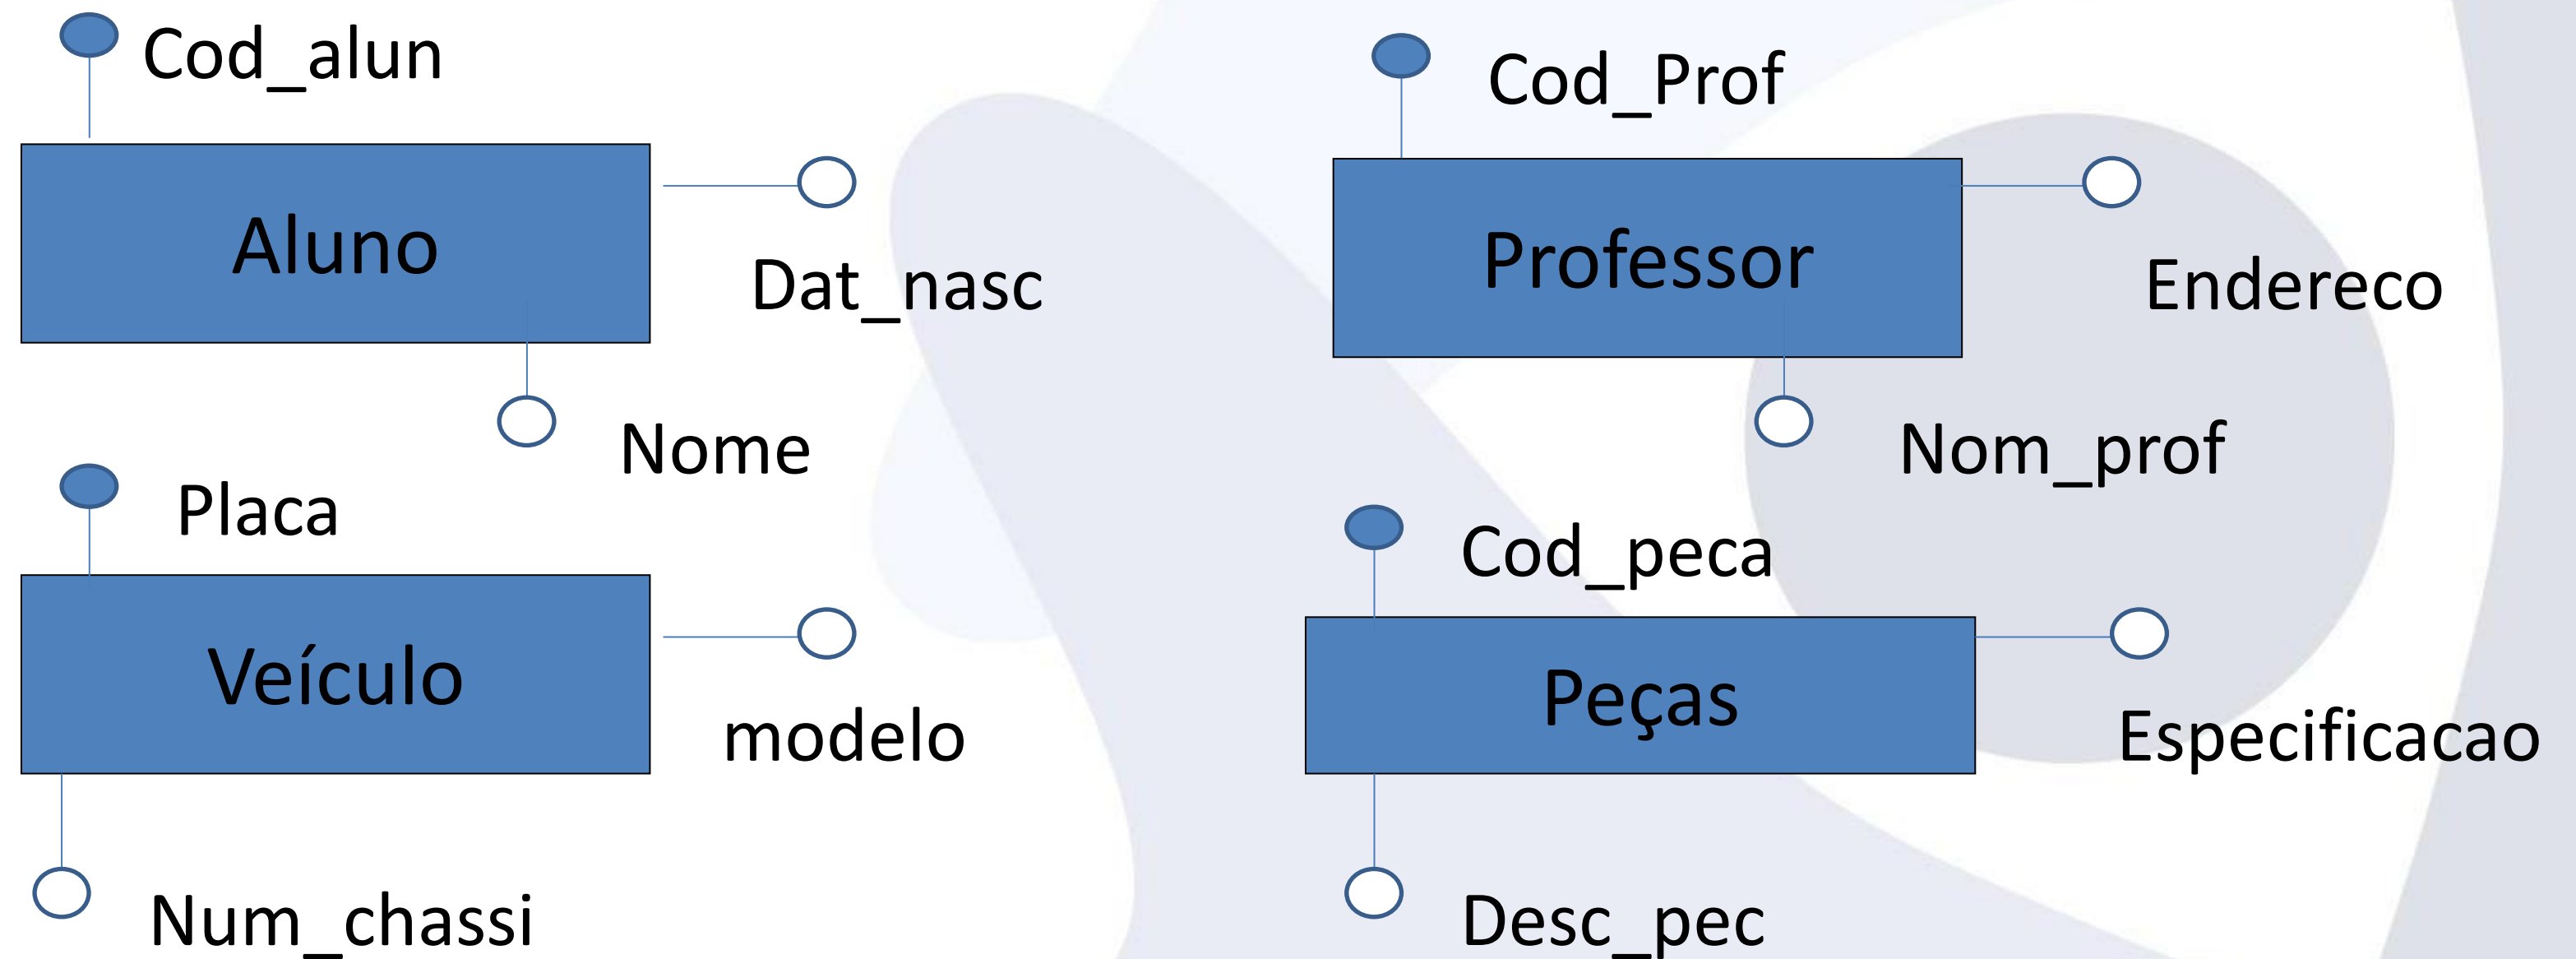 Cod_alun
Aluno
Dat_nasc
Nome
Cod_Prof
Professor
Endereco
Nom_prof
Placa
Veículo
modelo
Num_chassi
Cod_peca
Peças
Especificacao
Desc_pec